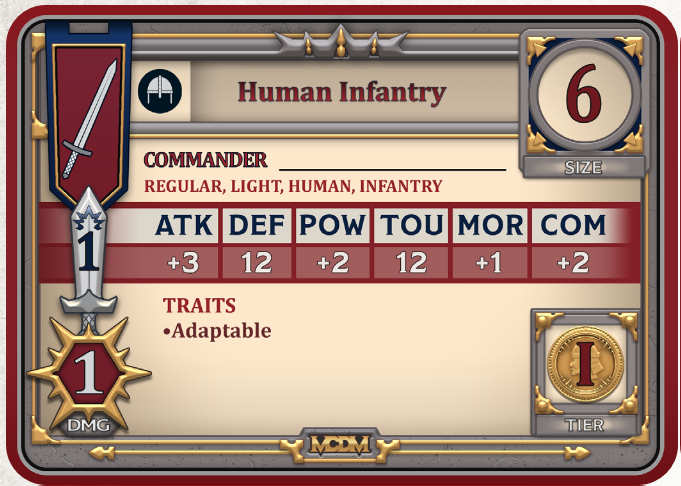 Human Infantry
6
SIZE
COMMANDER
REGULAR, LIGHT, HUMAN, INFANTRY
ATK DEF POW TOU MOR COM
1
+3 12 +2 12 +1 +2
TRAITS
•Adaptable
1
DMG
I
TIER
MCDM